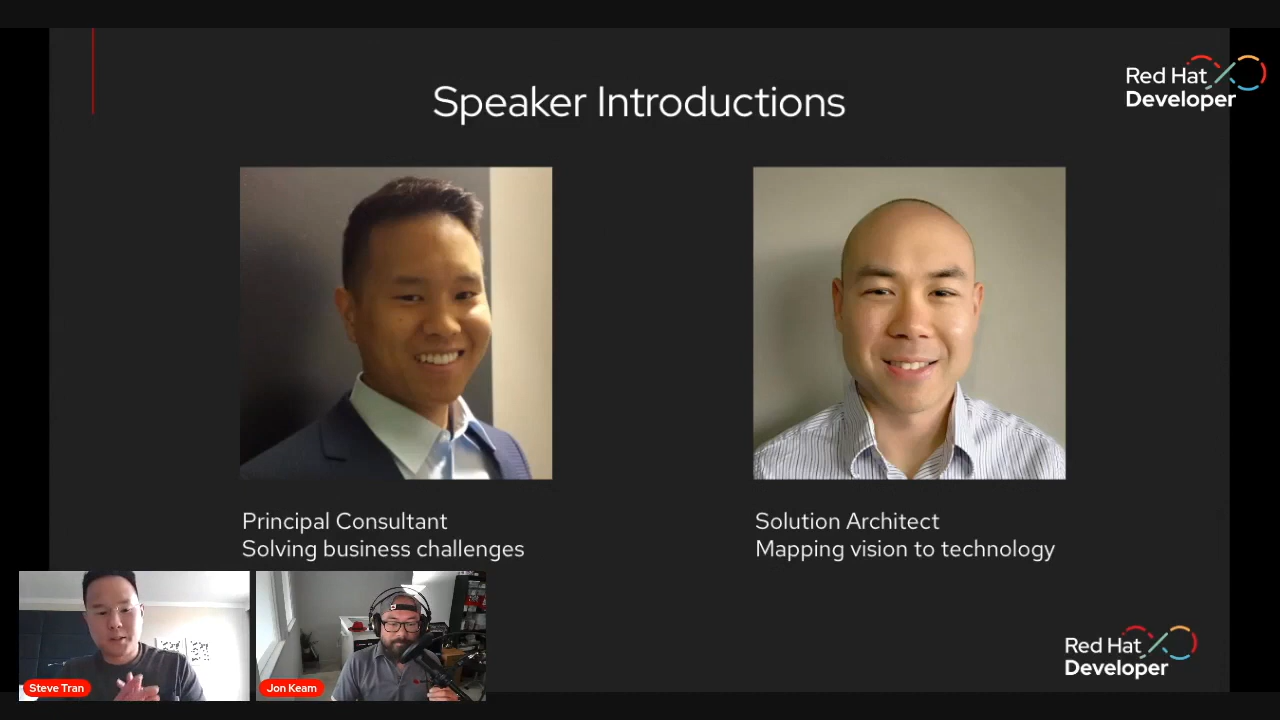 Speaker Introductions
Red Hat
Developer
Principal Consultant
Solving business challenges
Solution Architect
Mapping vision to technology
Steve Tran
Jon Keam
Red Hat
Developer